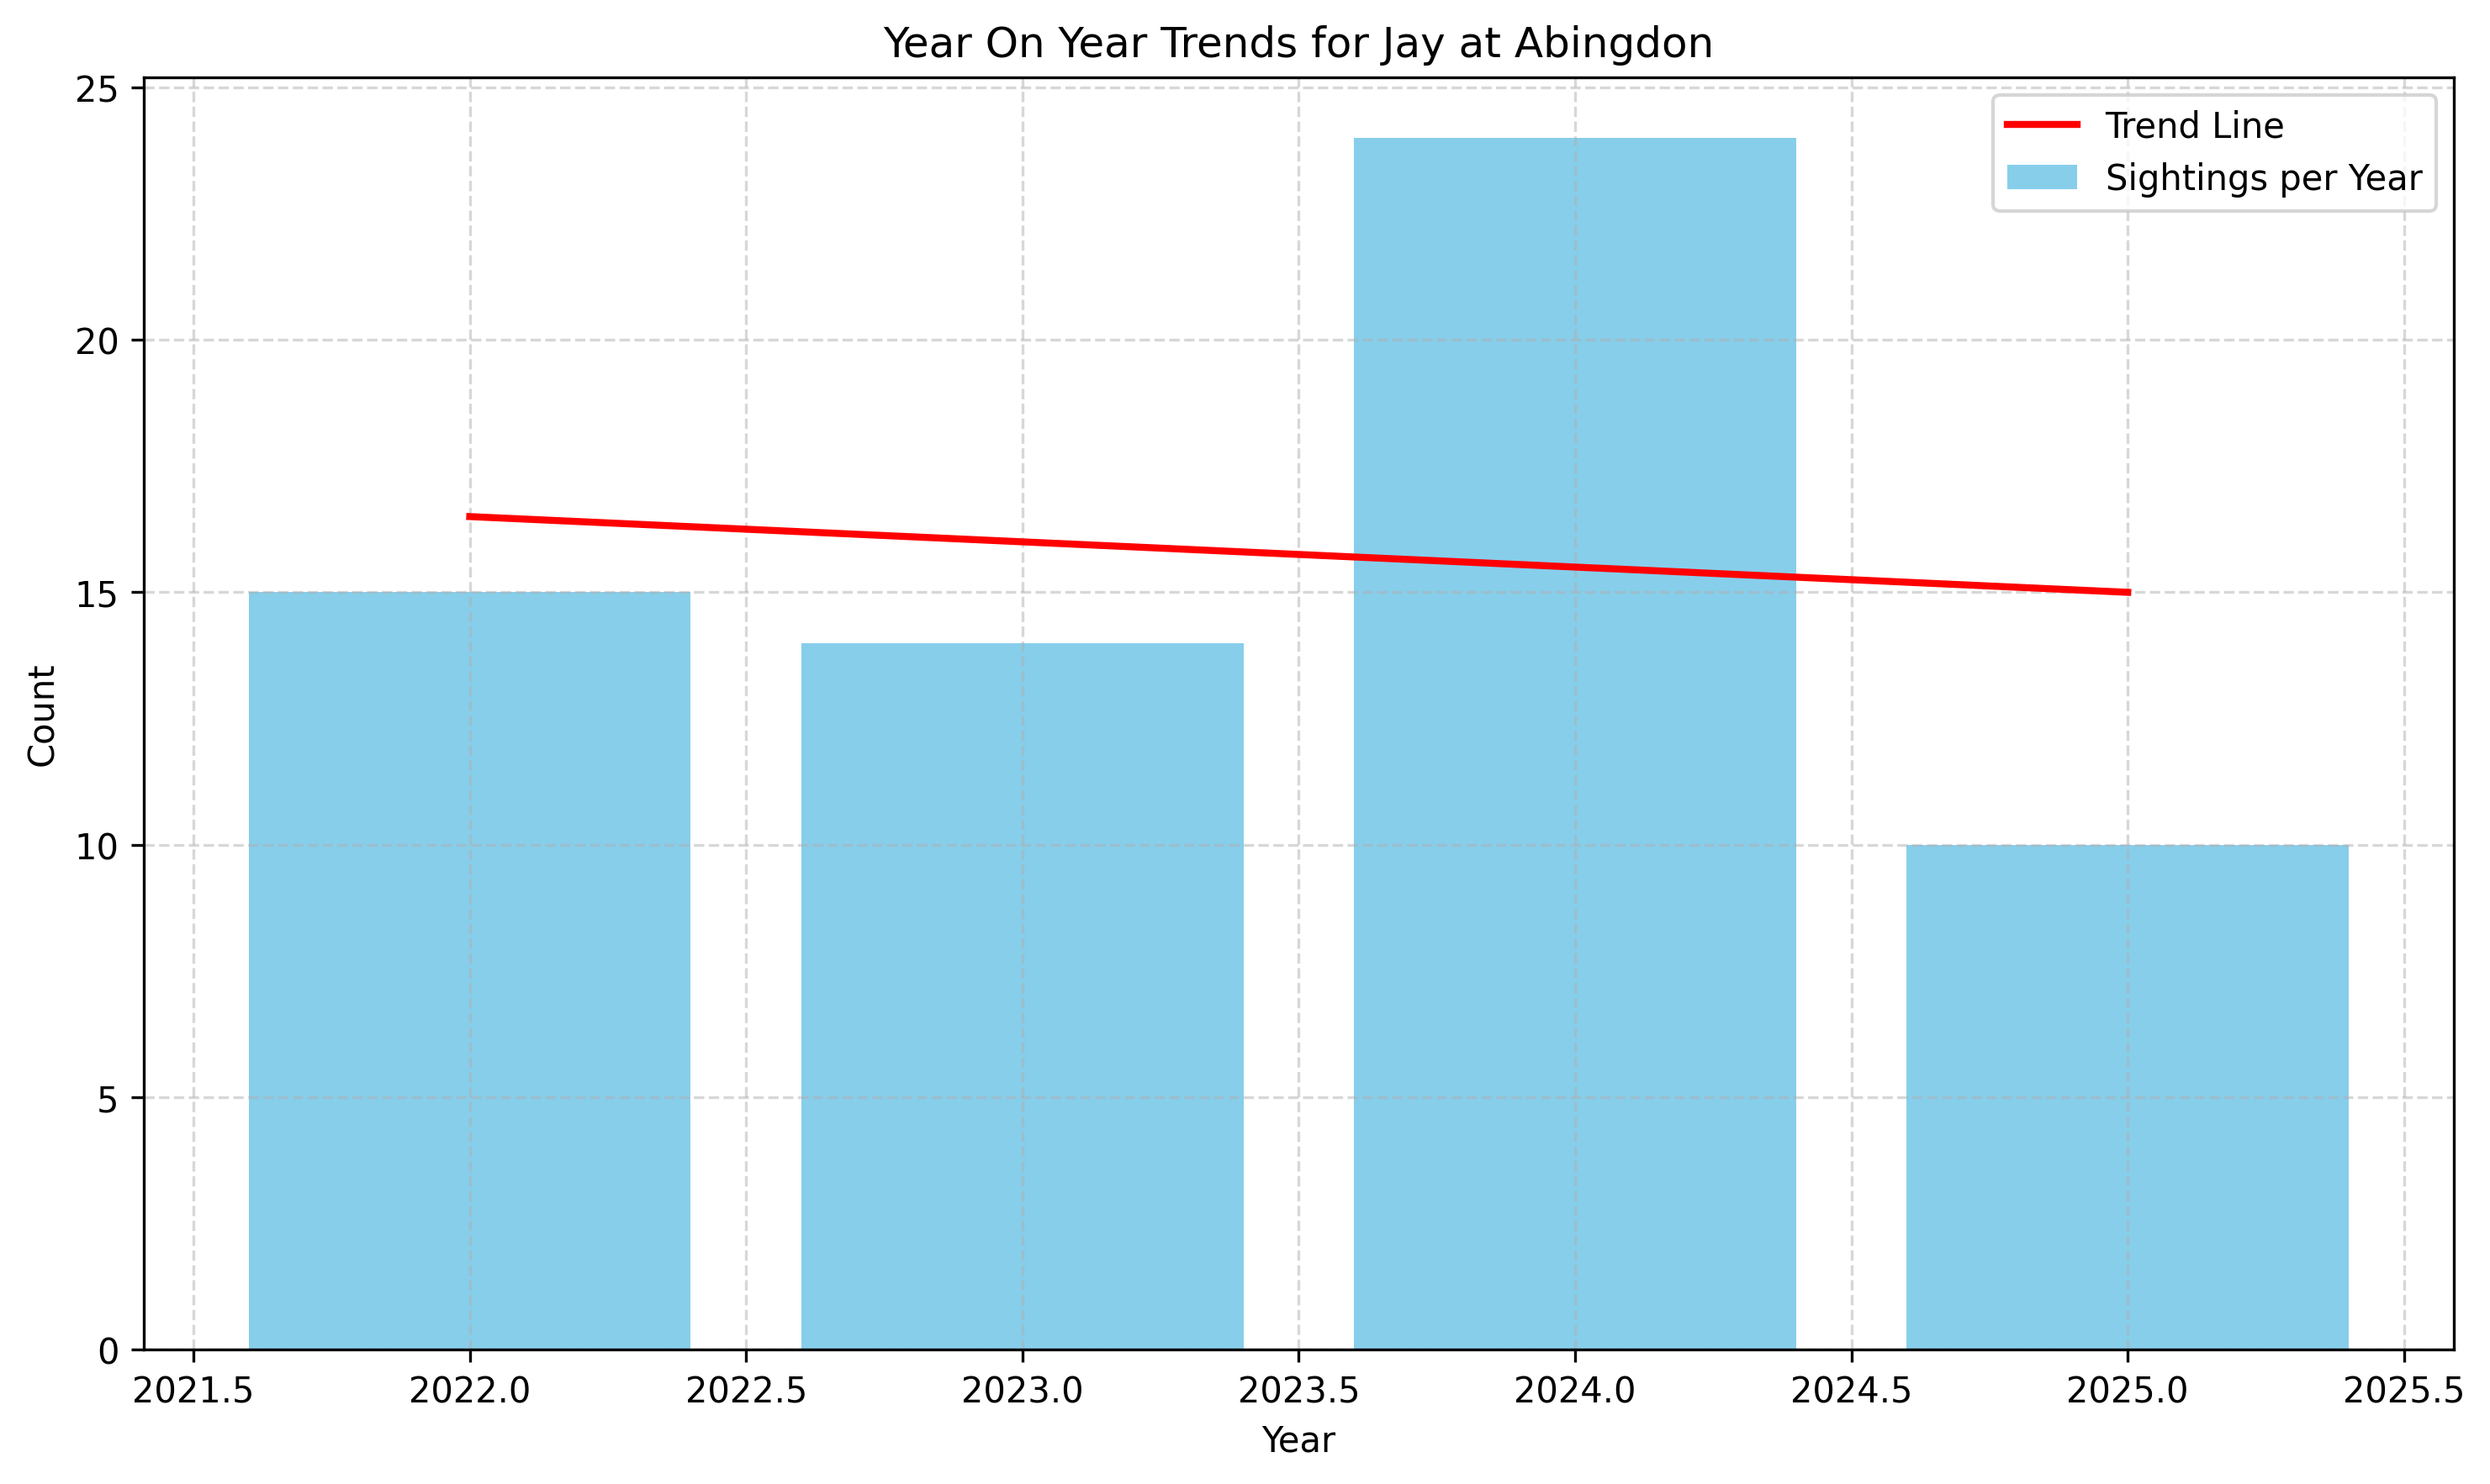 Year On Year Trends for Jay at Abingdon
Trend Line
Sightings per Year
25
20
15
10
5
0
Count
2021.5 2022.0 2022.5 2023.0 2023.5 2024.0 2024.5 2025.0 2025.5
Year